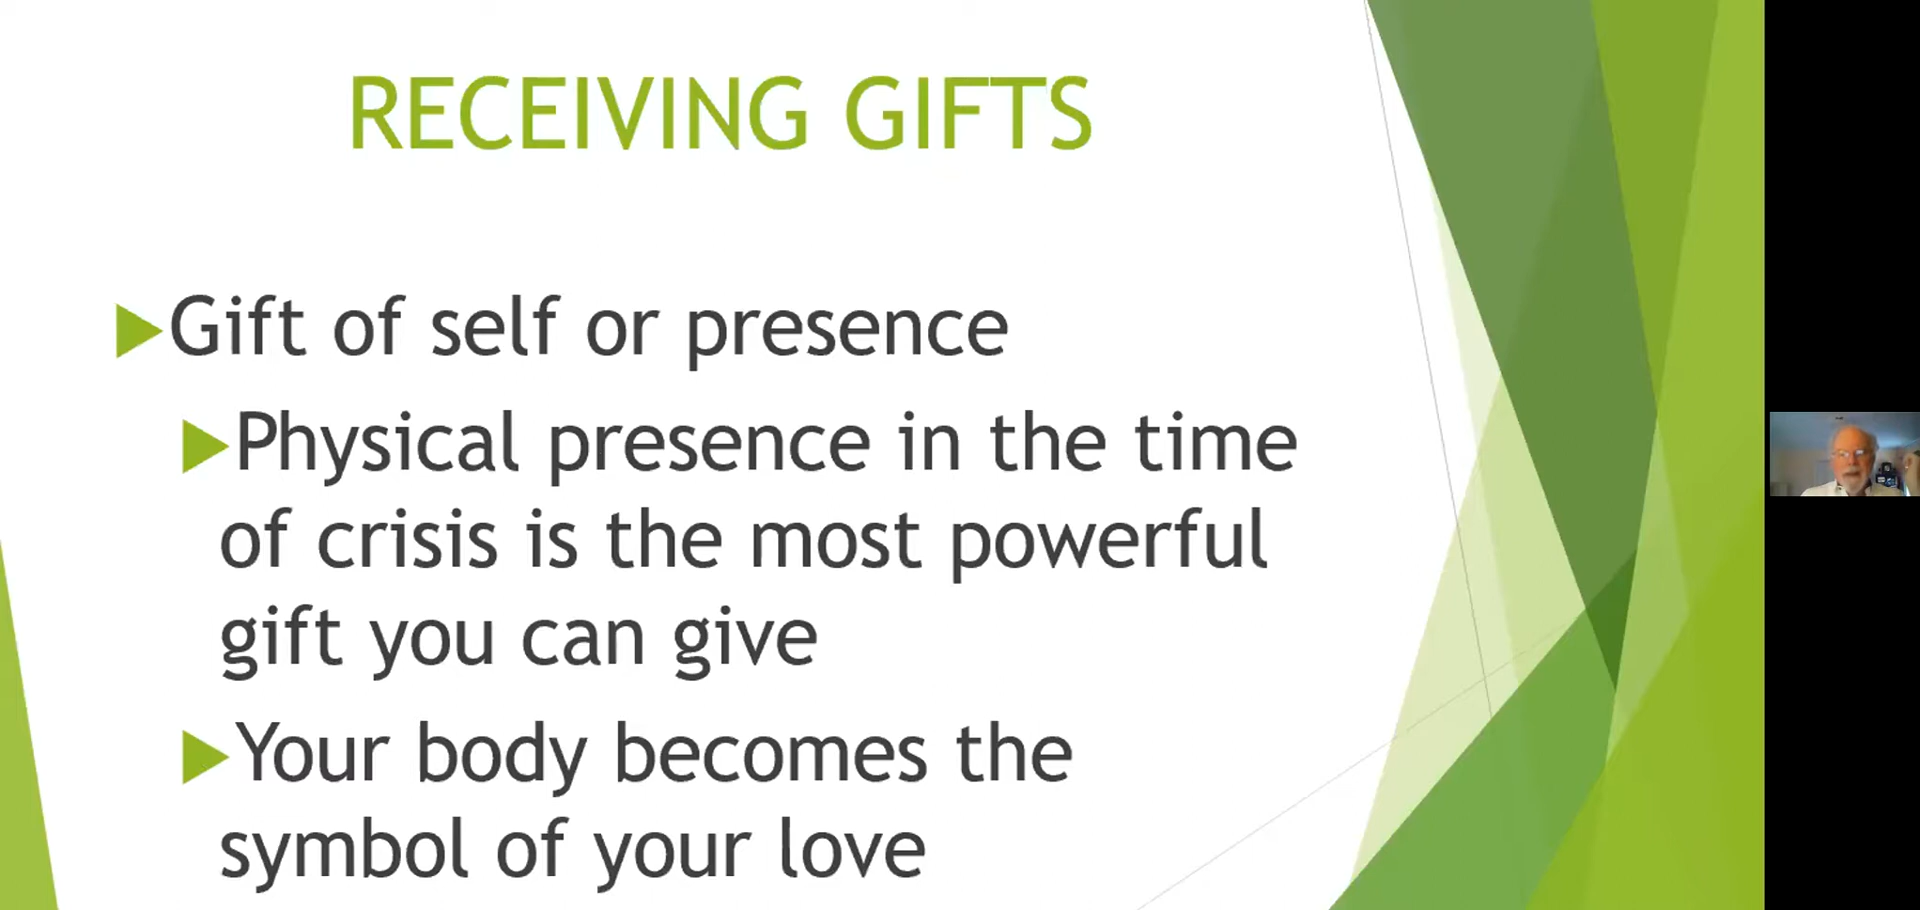 RECEIVING GIFTS
Gift of self or presence
Physical presence in the time
of crisis is the most powerful
gift you can give
Your body becomes the
symbol of your love